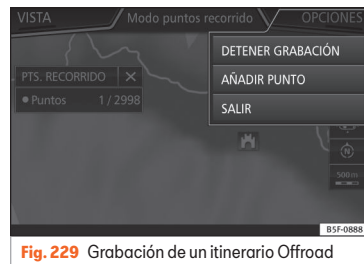 VISTA
Modo puntos recorrido
OPCIONES
DETENER GRABACIÓN
AÑADIR PUNTO
SALIR
PTS. RECORRIDO
Puntos 1 / 2998
N
500 m
B5F-0888
Fig. 229 Grabación de un itinerario Offroad